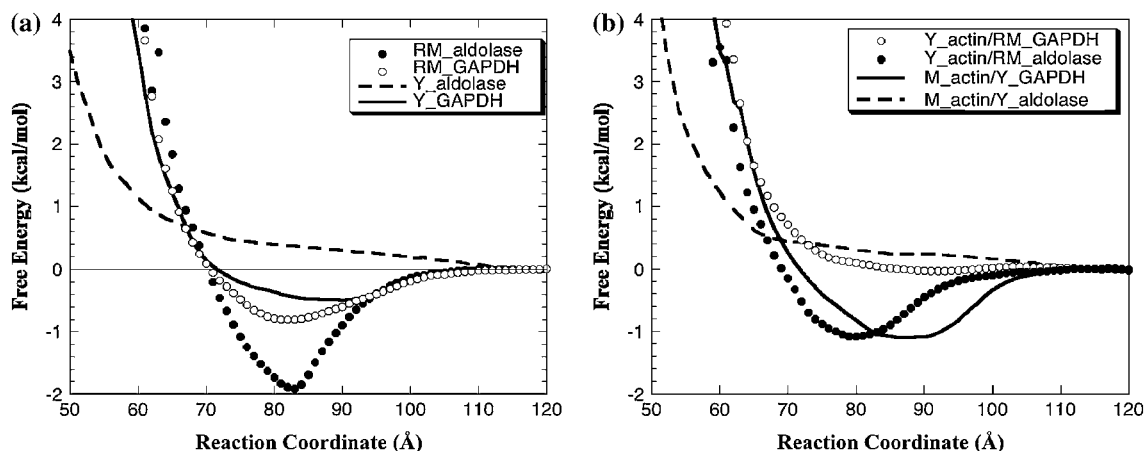 (a)
4
3
2
1
0
-1
-2
Free Energy (kcal/mol)
RM_aldolase
RM_GAPDH
Y_aldolase
Y_GAPDH
50 60 70 80 90 100 110 120
Reaction Coordinate (Å)
(b)
4
3
2
1
0
-1
-2
Free Energy (kcal/mol)
Y_actin/RM_GAPDH
Y_actin/RM_aldolase
M_actin/Y_GAPDH
M_actin/Y_aldolase
50 60 70 80 90 100 110 120
Reaction Coordinate (Å)